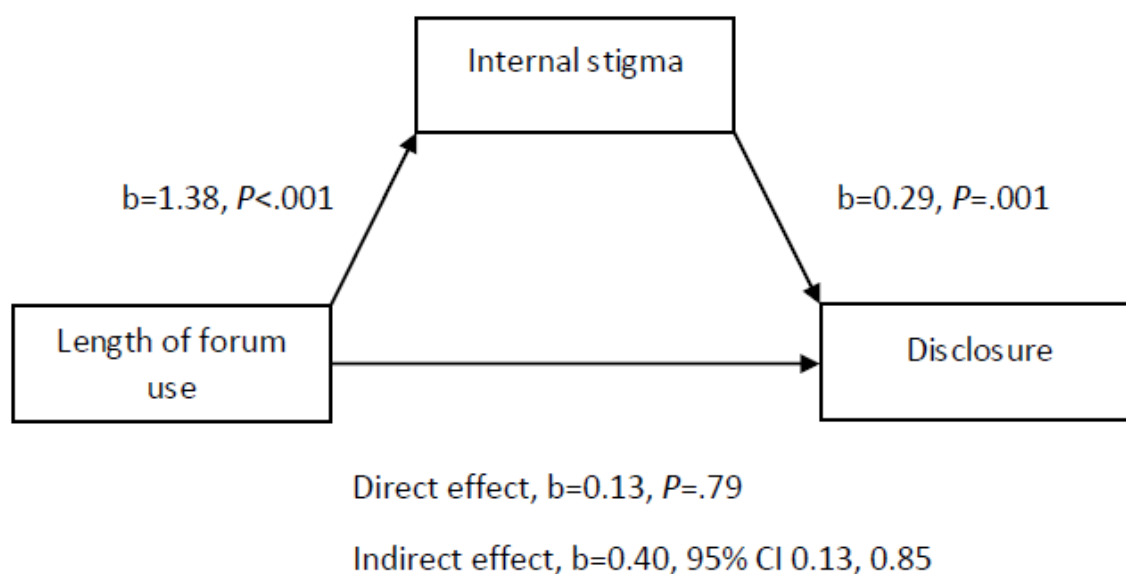 Internal stigma
b=1.38, P<.001
b=0.29, P=.001
Length of forum
use
Disclosure
Direct effect, b=0.13, P=.79
Indirect effect, b=0.40, 95% CI 0.13, 0.85